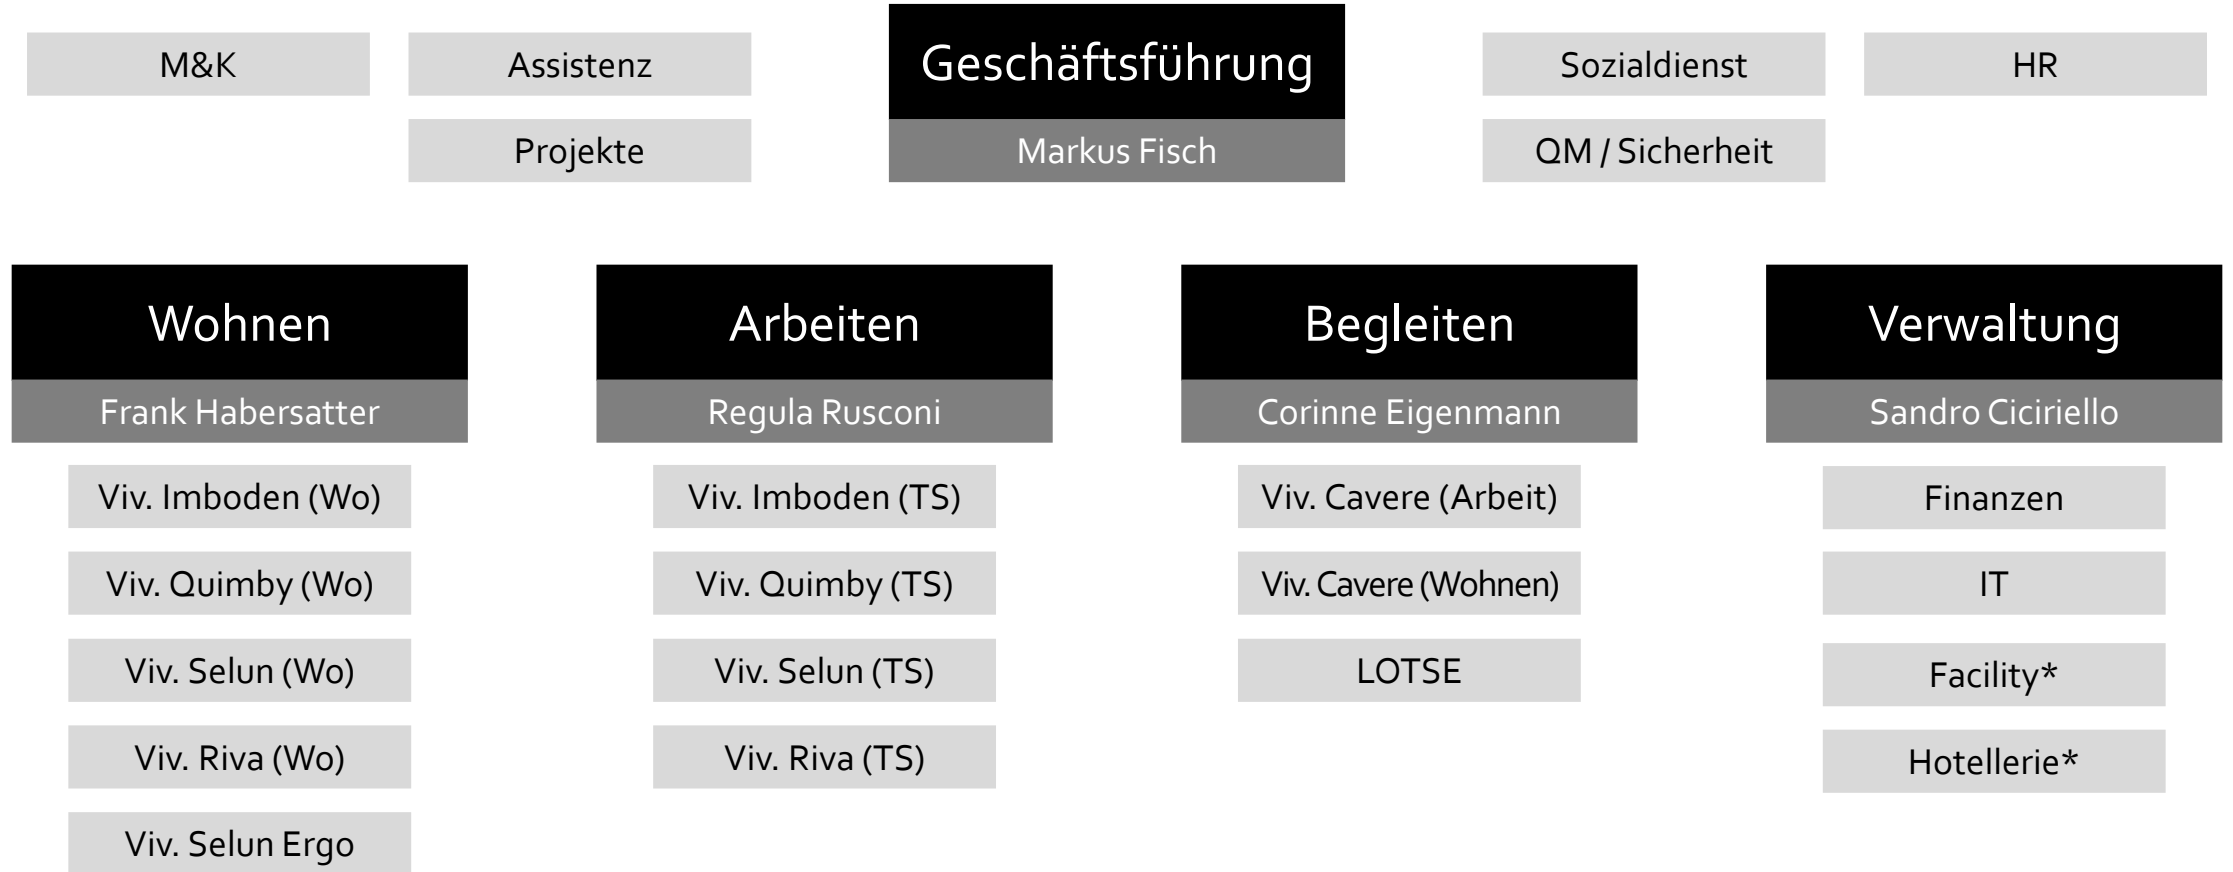 M&K
Assistenz
Projekte
Geschäftsführung
Markus Fisch
Sozialdienst
HR
QM / Sicherheit
Wohnen
Frank Habersatter
Viv. Imboden (Wo)
Viv. Quimby (Wo)
Viv. Selun (Wo)
Viv. Riva (Wo)
Viv. Selun Ergo
Arbeiten
Regula Rusconi
Viv. Imboden (TS)
Viv. Quimby (TS)
Viv. Selun (TS)
Viv. Riva (TS)
Begleiten
Corinne Eigenmann
Viv. Cavere (Arbeit)
Viv. Cavere (Wohnen)
LOTSE
Verwaltung
Sandro Ciciriello
Finanzen
IT
Facility*
Hotellerie*